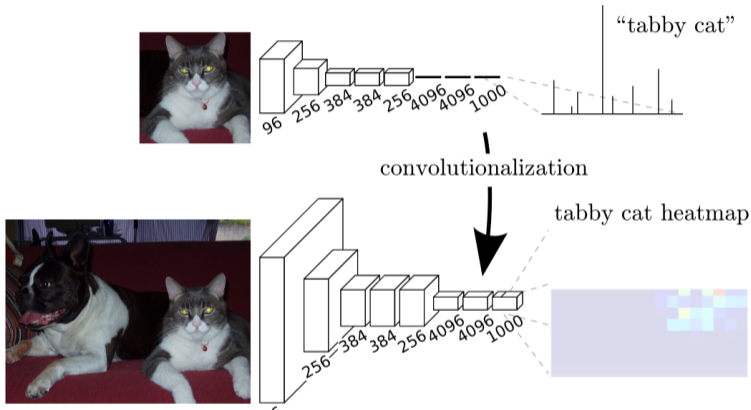 “tabby cat”
96 256 384 384 256 4096 4096 1000
convolutionalization
tabby cat heatmap
256 384 384 256 4096 4096 1000